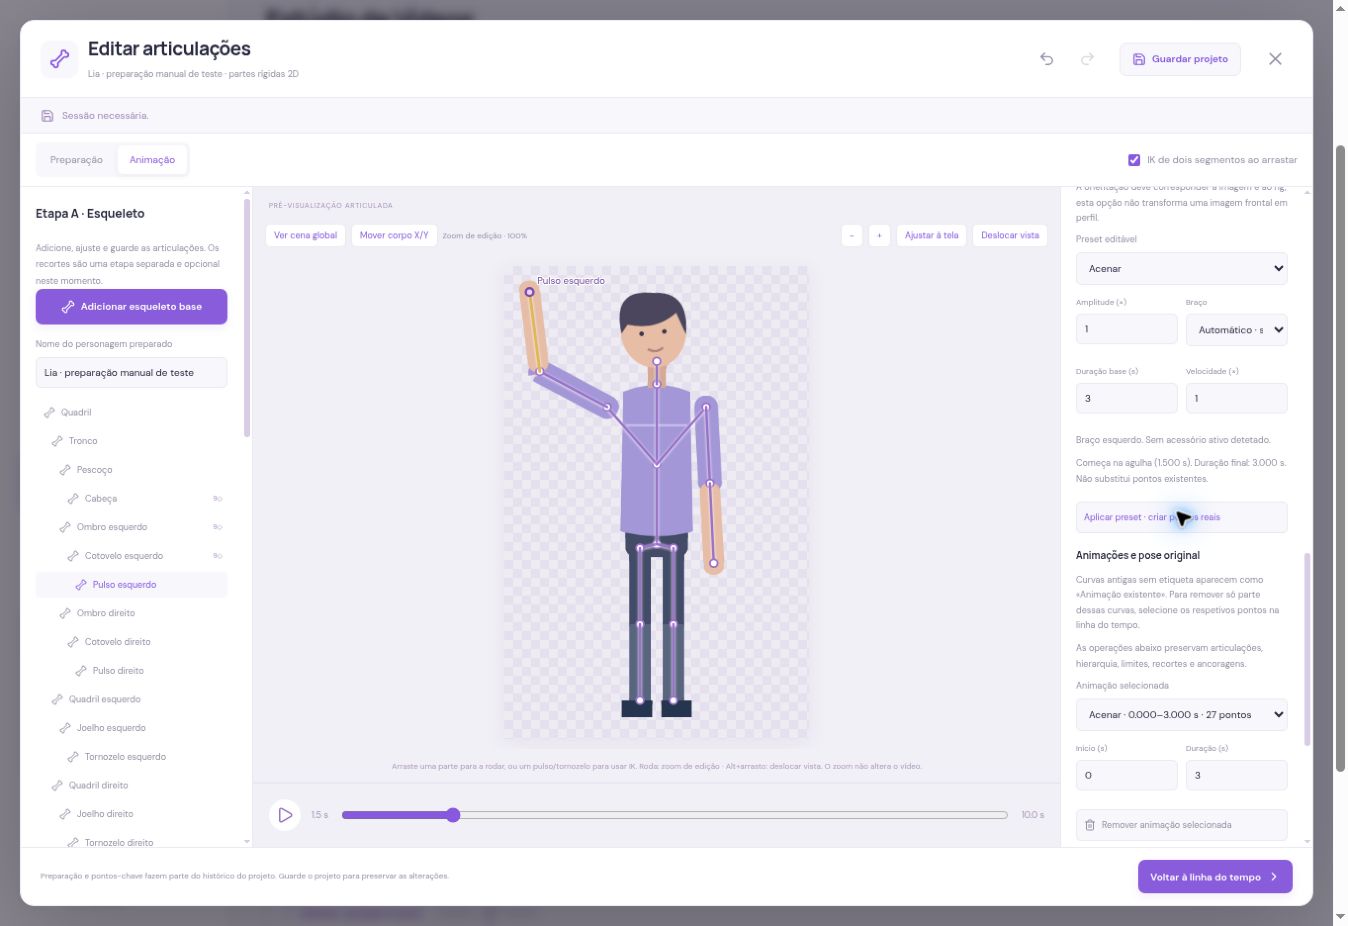 Editar articulações
Lia · preparação manual de teste · partes rígidas 2D
Guardar projeto
Sessão necessária.
Preparação
Animação
IK de dois segmentos ao arrastar
Etapa A · Esqueleto
Adicione, ajuste e guarde as articulações. Os
recortes são uma etapa separada e opcional
neste momento.
Adicionar esqueleto base
Nome do personagem preparado
Lia · preparação manual de teste
Quadril
Tronco
Pescoço
Cabeça
9◇
Ombro esquerdo
9◇
Cotovelo esquerdo
9◇
Pulso esquerdo
Ombro direito
Cotovelo direito
Pulso direito
Quadril esquerdo
Joelho esquerdo
Tornozelo esquerdo
Quadril direito
Joelho direito
Tornozelo direito
PRÉ-VISUALIZAÇÃO ARTICULADA
Ver cena global
Mover corpo X/Y
Zoom de edição · 100%
-
+
Ajustar à tela
Deslocar vista
Pulso esquerdo
Arraste uma parte para a rodar, ou um pulso/tornozelo para usar IK. Roda: zoom de edição · Alt+arrasto: deslocar vista. O zoom não altera o vídeo.
1.5 s
10.0 s
A orientação deve corresponder à imagem e ao rig;
esta opção não transforma uma imagem frontal em
perfil.
Preset editável
Acenar
Amplitude (×)
Braço
1
Automático · s
Duração base (s)
Velocidade (×)
3
1
Braço esquerdo. Sem acessório ativo detetado.
Começa na agulha (1.500 s). Duração final: 3.000 s.
Não substitui pontos existentes.
Aplicar preset · criar reais
Animações e pose original
Curvas antigas sem etiqueta aparecem como
«Animação existente». Para remover só parte
dessas curvas, selecione os respetivos pontos na
linha do tempo.
As operações abaixo preservam articulações,
hierarquia, limites, recortes e ancoragens.
Animação selecionada
Acenar · 0.000–3.000 s · 27 pontos
Início (s)
Duração (s)
0
3
Remover animação selecionada
Preparação e pontos-chave fazem parte do histórico do projeto. Guarde o projeto para preservar as alterações.
Voltar à linha do tempo